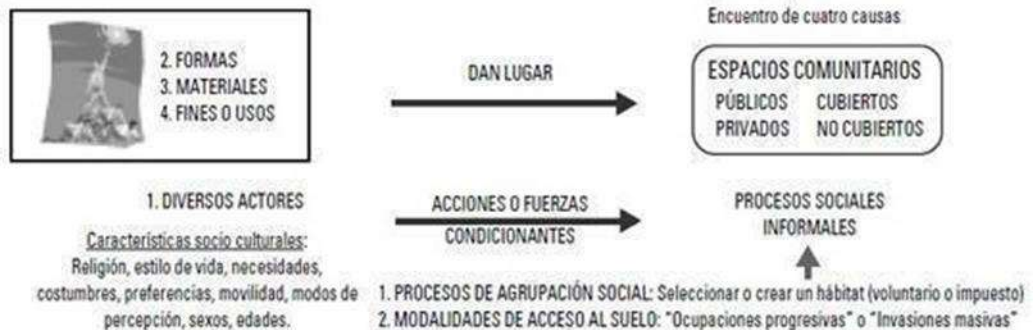 Encuentro de cuatro causas
2. FORMAS
3. MATERIALES
4. FINES O USOS
DAN LUGAR
ESPACIOS COMUNITARIOS
PÚBLICOS CUBIERTOS
PRIVADOS NO CUBIERTOS
1. DIVERSOS ACTORES
Características socio culturales:
Religión, estilo de vida, necesidades,
costumbres, preferencias, movilidad, modos de
percepción, sexos, edades.
ACCIONES O FUERZAS
CONDICIONANTES
PROCESOS SOCIALES
INFORMALES
1. PROCESOS DE AGRUPACIÓN SOCIAL: Seleccionar o crear un hábitat (voluntario o impuesto)
2. MODALIDADES DE ACCESO AL SUELO: "Ocupaciones progresivas" o "Invasiones masivas"